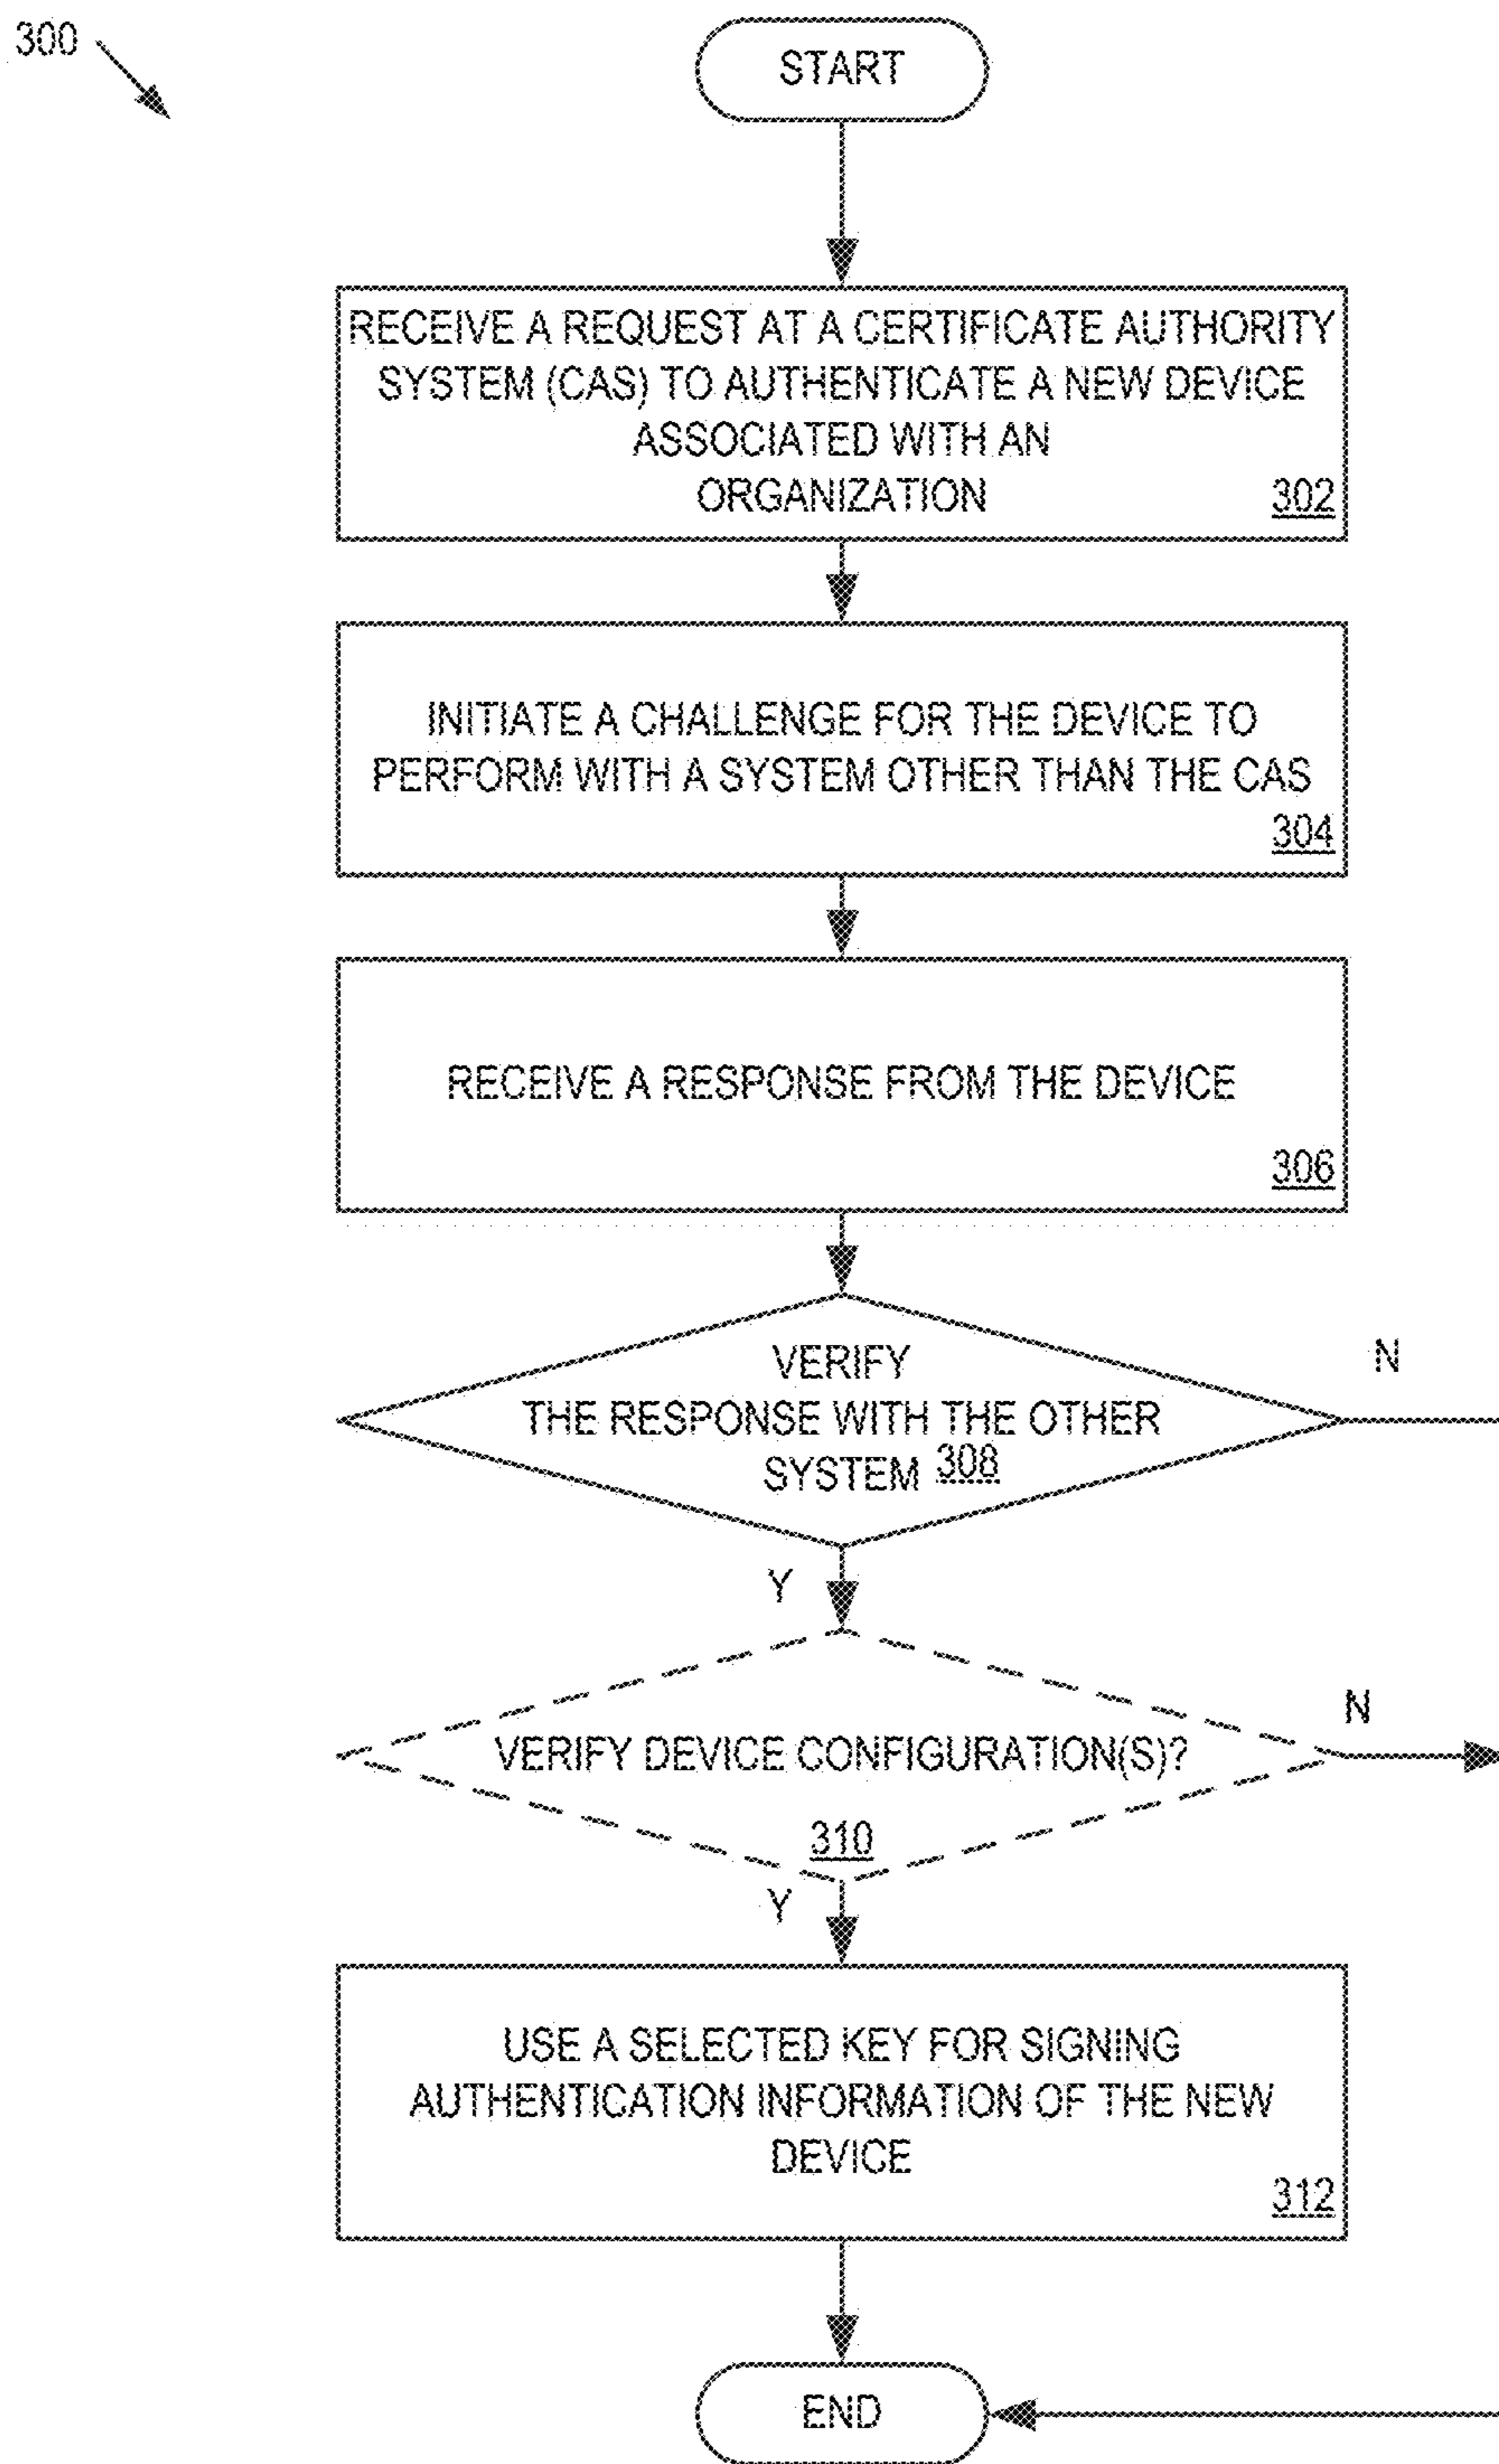 300
START
RECEIVE A REQUEST AT A CERTIFICATE AUTHORITY
SYSTEM (CAS) TO AUTHENTICATE A NEW DEVICE
ASSOCIATED WITH AN
ORGANIZATION
302
INITIATE A CHALLENGE FOR THE DEVICE TO
PERFORM WITH A SYSTEM OTHER THAN THE CAS
304
RECEIVE A RESPONSE FROM THE DEVICE
306
VERIFY
THE RESPONSE WITH THE OTHER
SYSTEM 308
N
Y
VERIFY DEVICE CONFIGURATION(S)?
N
310
Y
USE A SELECTED KEY FOR SIGNING
AUTHENTICATION INFORMATION OF THE NEW
DEVICE
312
END